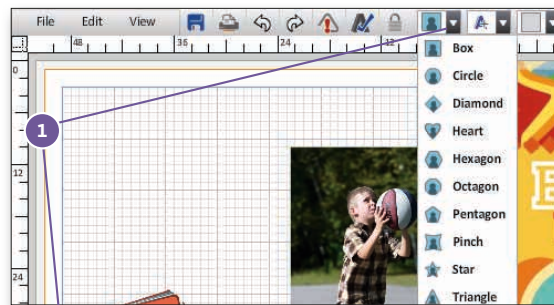 File Edit View
48 36 24 12
0
Box
Circle
Diamond
1
Heart
Hexagon
12
Octagon
Pentagon
Pinch
Star
24
Triangle